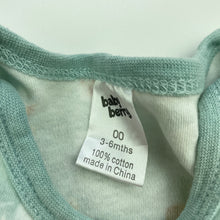 baby
berry
00
3-6mths
100% cotton
made in China